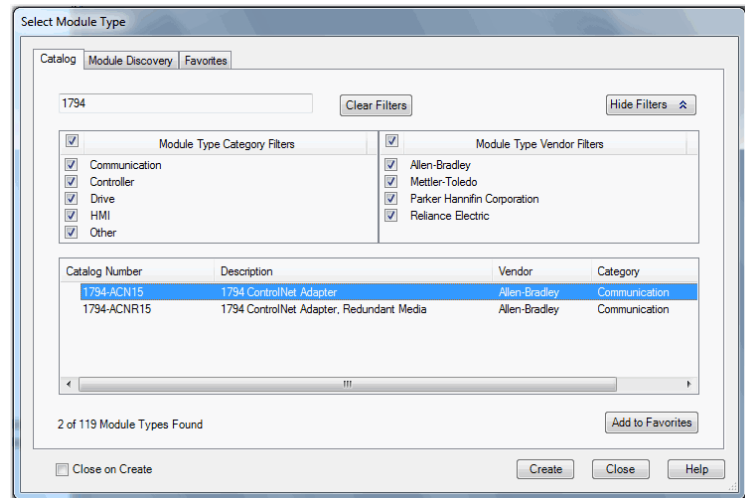 Select Module Type
Catalog Module Discovery Favorites
1794 Clear Filters Hide Filters
Module Type Category Filters Module Type Vendor Filters
Communication Allen-Bradley
Controller Mettler-Toledo
Drive Parker Hannifin Corporation
HMI Reliance Electric
Other
Catalog Number Description Vendor Category
1794-ACN15 1794 ControlNet Adapter Allen-Bradley Communication
1794-ACNR15 1794 ControlNet Adapter, Redundant Media Allen-Bradley Communication
2 of 119 Module Types Found Add to Favorites
Close on Create Create Close Help